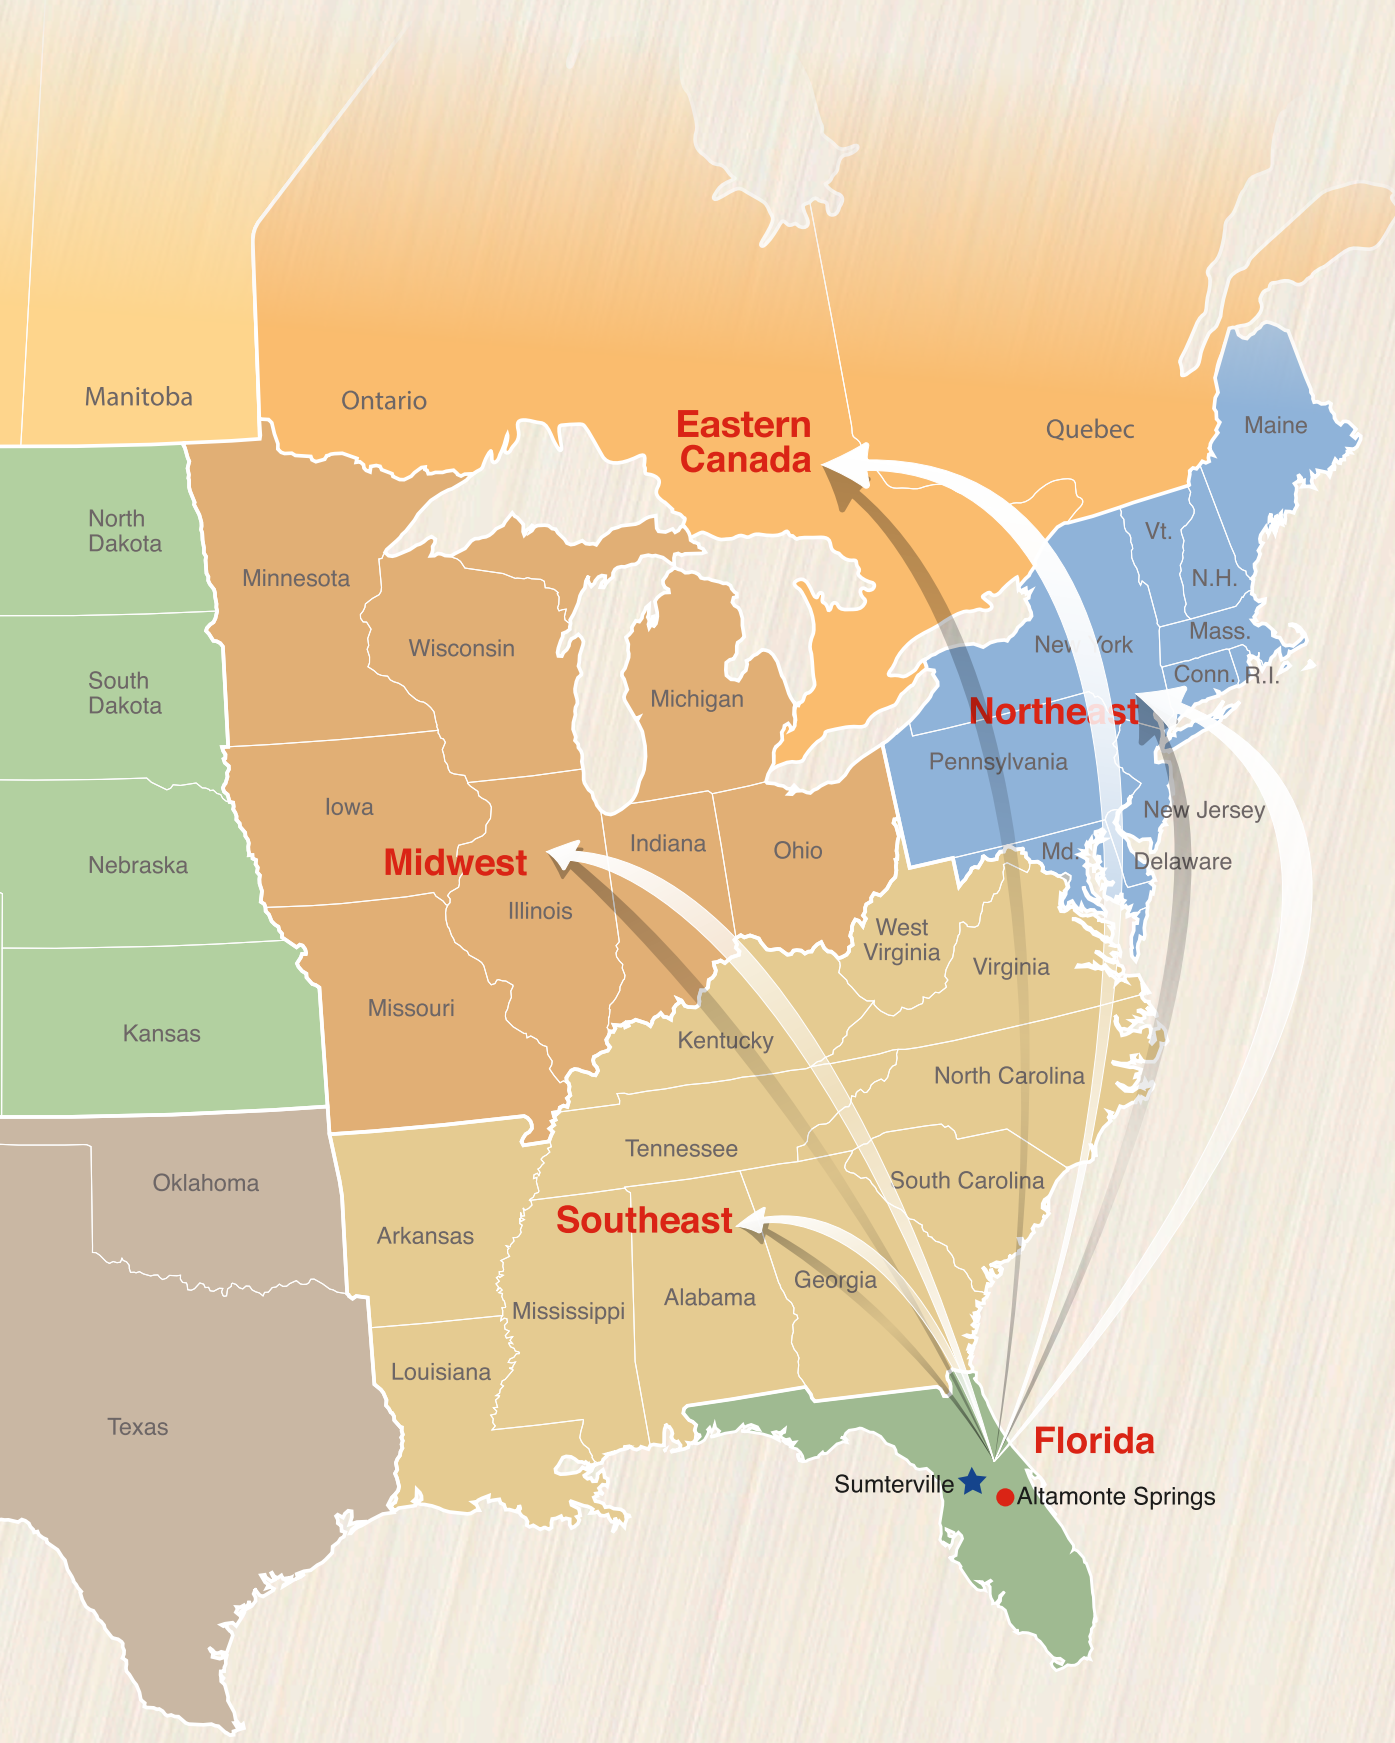 Manitoba
Ontario
Eastern
Canada
Quebec
Maine
North
Dakota
Minnesota
Vt.
N.H.
Wisconsin
New York
Mass.
South
Dakota
Michigan
Conn.
R.I.
Northeast
Pennsylvania
Iowa
New Jersey
Nebraska
Midwest
Indiana
Ohio
Md.
Delaware
Illinois
West
Virginia
Virginia
Missouri
Kansas
Kentucky
North Carolina
Tennessee
Oklahoma
South Carolina
Southeast
Arkansas
Georgia
Mississippi
Alabama
Louisiana
Texas
Florida
Sumterville
Altamonte Springs